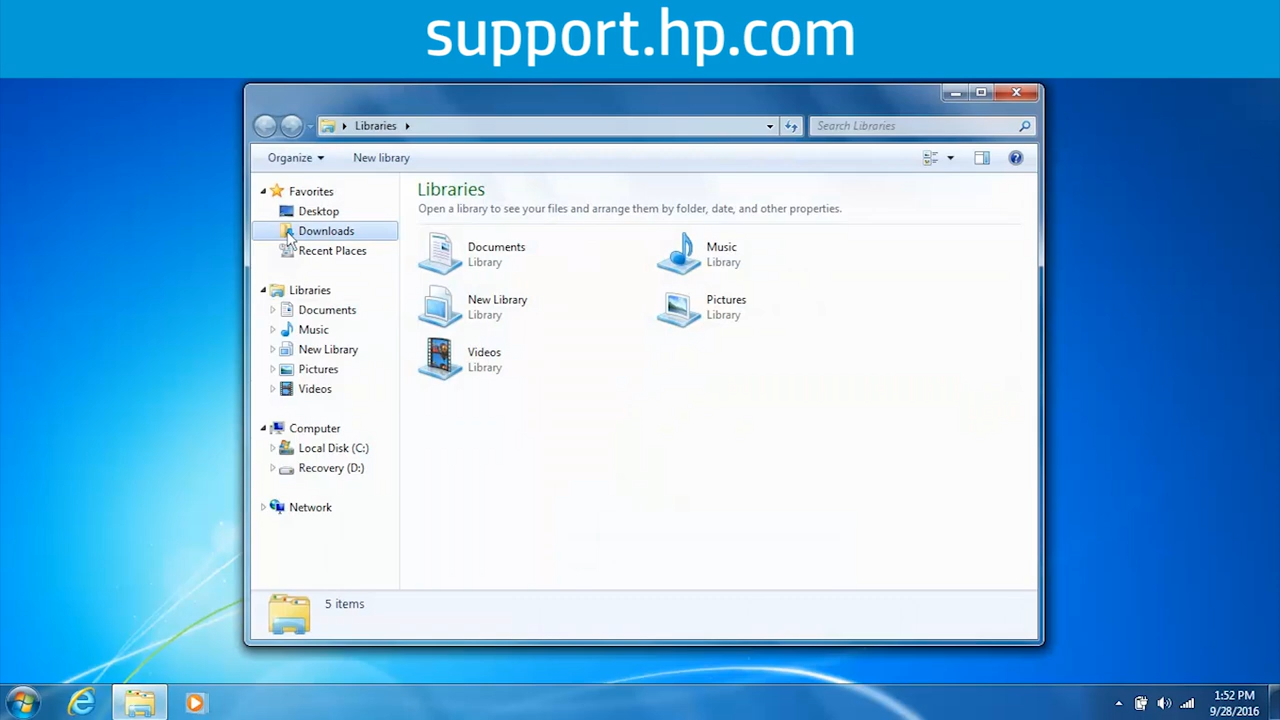 support.hp.com
Libraries
Search Libraries
Organize
New library
Favorites
Desktop
Downloads
Recent Places
Libraries
Documents
Music
New Library
Pictures
Videos
Computer
Local Disk (C:)
Recovery (D:)
Network
Libraries
Open a library to see your files and arrange them by folder, date, and other properties.
Documents
Library
Music
Library
New Library
Library
Pictures
Library
Videos
Library
5 items
1:52 PM
9/28/2016